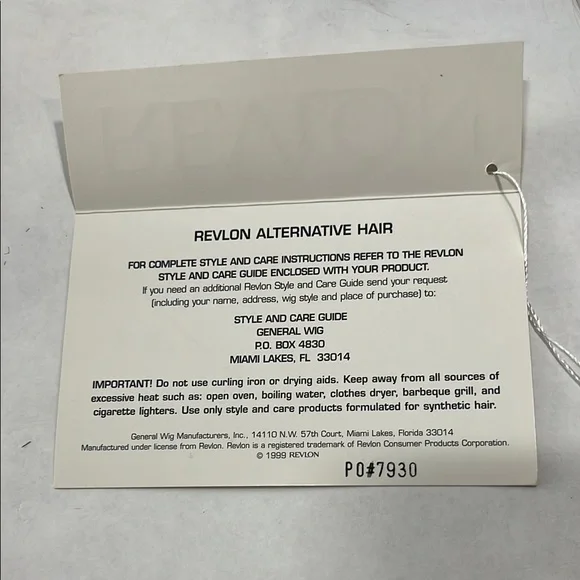 REVLON
REVLON ALTERNATIVE HAIR
FOR COMPLETE STYLE AND CARE INSTRUCTIONS REFER TO THE REVLON
STYLE AND CARE GUIDE ENCLOSED WITH YOUR PRODUCT.
If you need an additional Revlon Style and Care Guide send your request
(including your name, address, wig style and place of purchase) to:
STYLE AND CARE GUIDE
GENERAL WIG
P.O. BOX 4830
MIAMI LAKES, FL 33014
IMPORTANT! Do not use curling iron or drying aids. Keep away from all sources of
excessive heat such as: open oven, boiling water, clothes dryer, barbeque grill, and
cigarette lighters. Use only style and care products formulated for synthetic hair.
General Wig Manufacturers, Inc., 14110 N.W. 57th Court, Miami Lakes, Florida 33014
Manufactured under license from Revlon. Revlon is a registered trademark of Revlon Consumer Products Corporation.
© 1999 REVLON
PO#7930